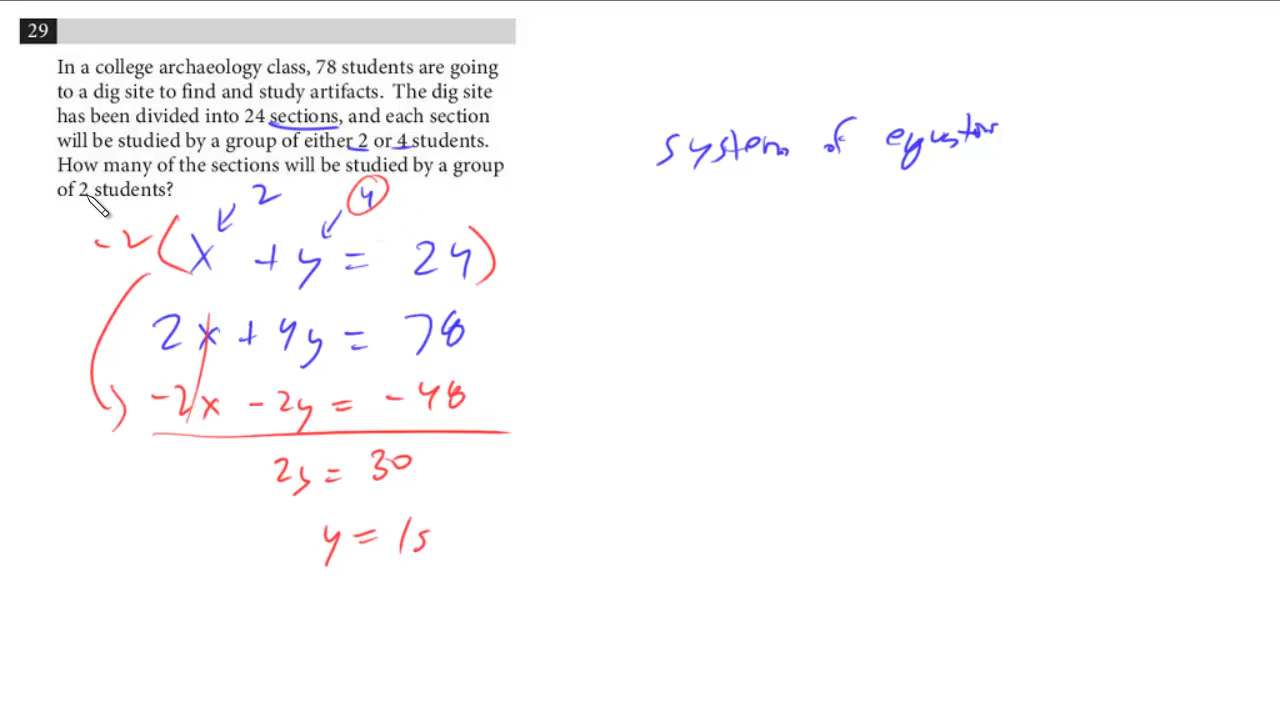 29
In a college archaeology class, 78 students are going
to a dig site to find and study artifacts. The dig site
has been divided into 24 sections, and each section
will be studied by a group of either 2 or 4 students.
How many of the sections will be studied by a group
of 2 students?
system of
2 4
-2(x + y = 24)
2x + 4y = 78
-2x - 2y = -48
2y = 30
y = 15